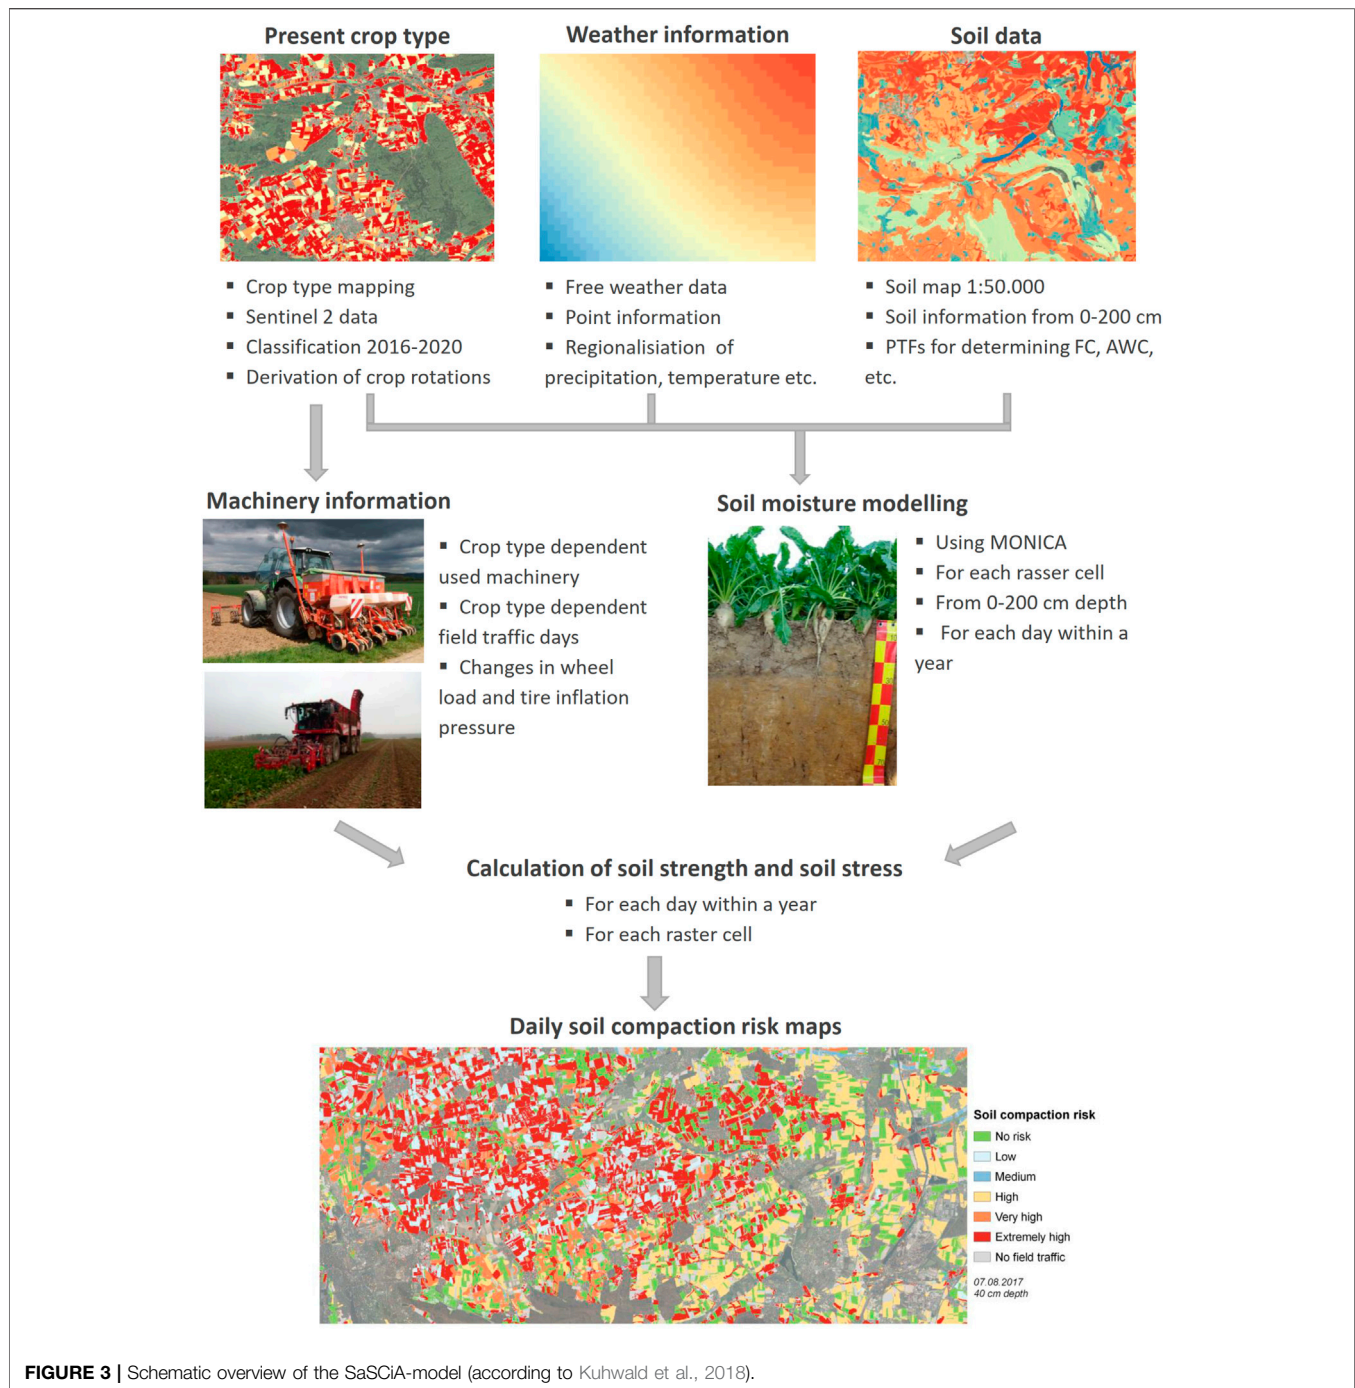 Present crop type
Weather information
Soil data
▪ Crop type mapping
▪ Sentinel 2 data
▪ Classification 2016-2020
▪ Derivation of crop rotations
▪ Free weather data
▪ Point information
▪ Regionalisiation of
precipitation, temperature etc.
▪ Soil map 1:50.000
▪ Soil information from 0-200 cm
▪ PTFs for determining FC, AWC,
etc.
Machinery information
▪ Crop type dependent
used machinery
▪ Crop type dependent
field traffic days
▪ Changes in wheel
load and tire inflation
pressure
Soil moisture modelling
▪ Using MONICA
▪ For each rasser cell
▪ From 0-200 cm depth
▪ For each day within a
year
Calculation of soil strength and soil stress
▪ For each day within a year
▪ For each raster cell
Daily soil compaction risk maps
Soil compaction risk
No risk
Low
Medium
High
Very high
Extremely high
No field traffic
07.08.2017
40 cm depth
FIGURE 3 | Schematic overview of the SaSCiA-model (according to Kuhwald et al., 2018).